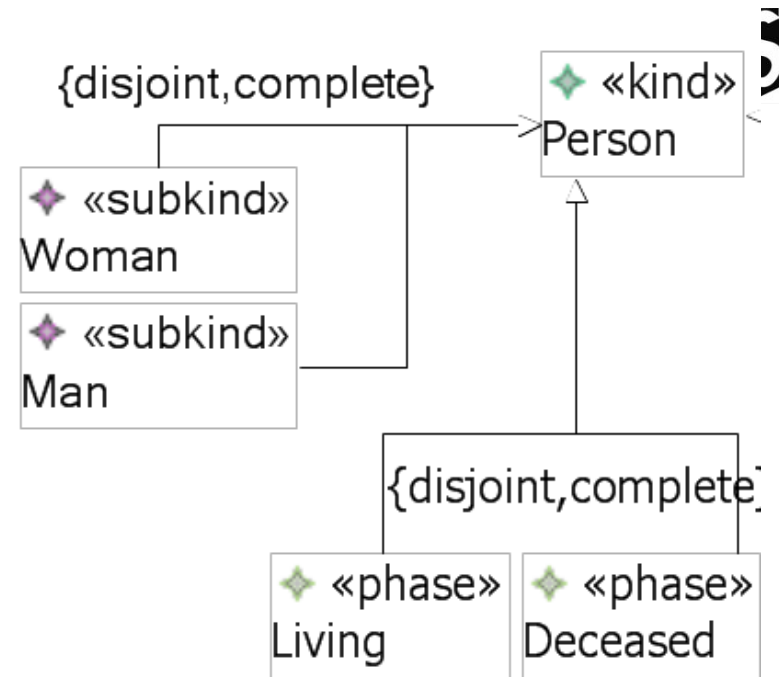 {disjoint,complete}
«kind»
Person
«subkind»
Woman
«subkind»
Man
{disjoint,complete}
«phase»
Living
«phase»
Deceased